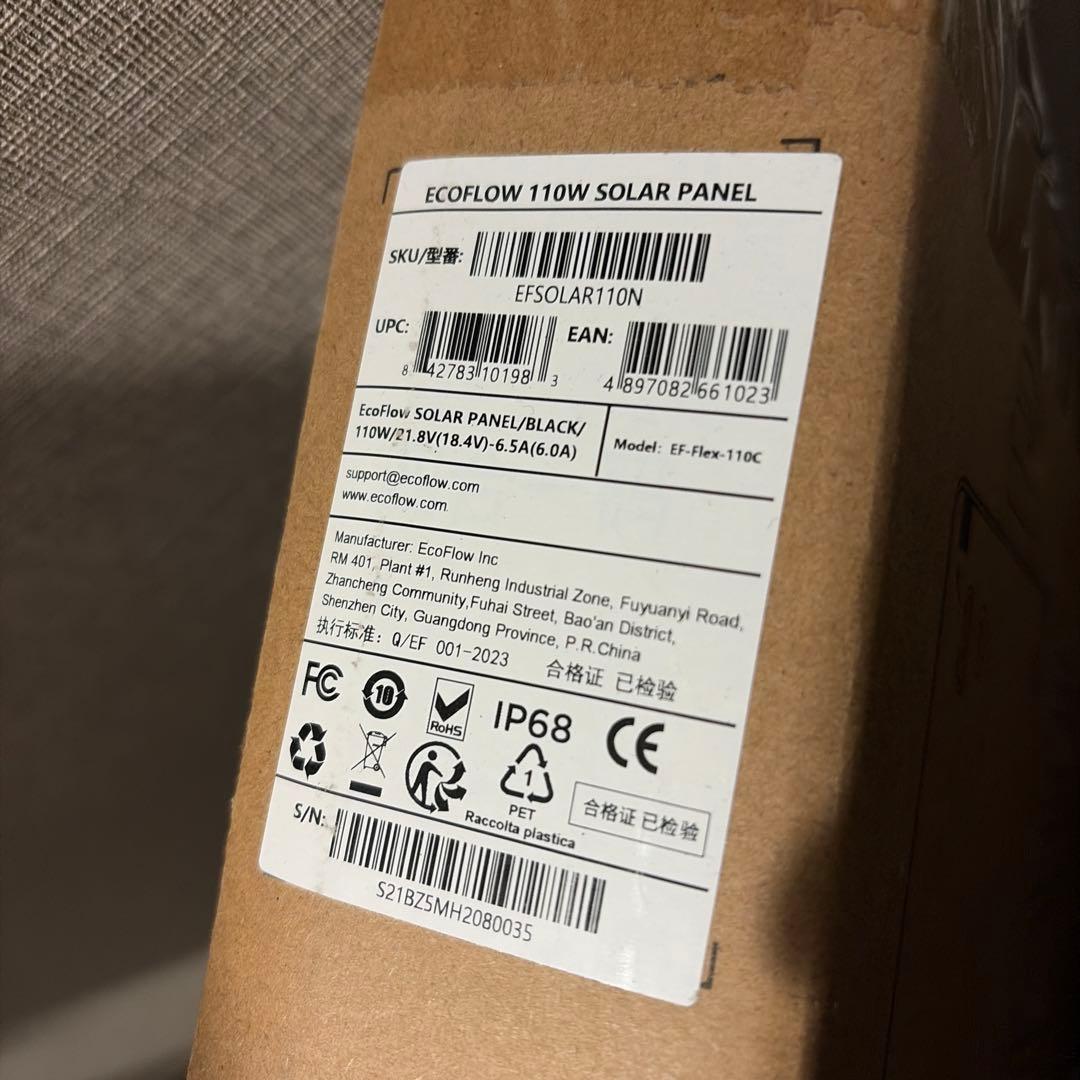 ECOFLOW 110W SOLAR PANEL
SKU/型番:
EFSOLAR110N
UPC:
8 42783 10198 3
EAN:
4 897082 661023
EcoFlow SOLAR PANEL/BLACK/
110W/21.8V(18.4V)-6.5A(6.0A)
Model: EF-Flex-110C
support@ecoflow.com
www.ecoflow.com
Manufacturer: EcoFlow Inc
RM 401, Plant #1, Runheng Industrial Zone, Fuyuanyi Road,
Zhancheng Community,Fuhai Street, Bao'an District,
Shenzhen City, Guangdong Province, P.R.China
执行标准: Q/EF 001-2023 合格证 已检验
FC 10 RoHS IP68 CE
1
PET
Raccolta plastica
合格证 已检验
S/N:
S21BZ5MH2080035